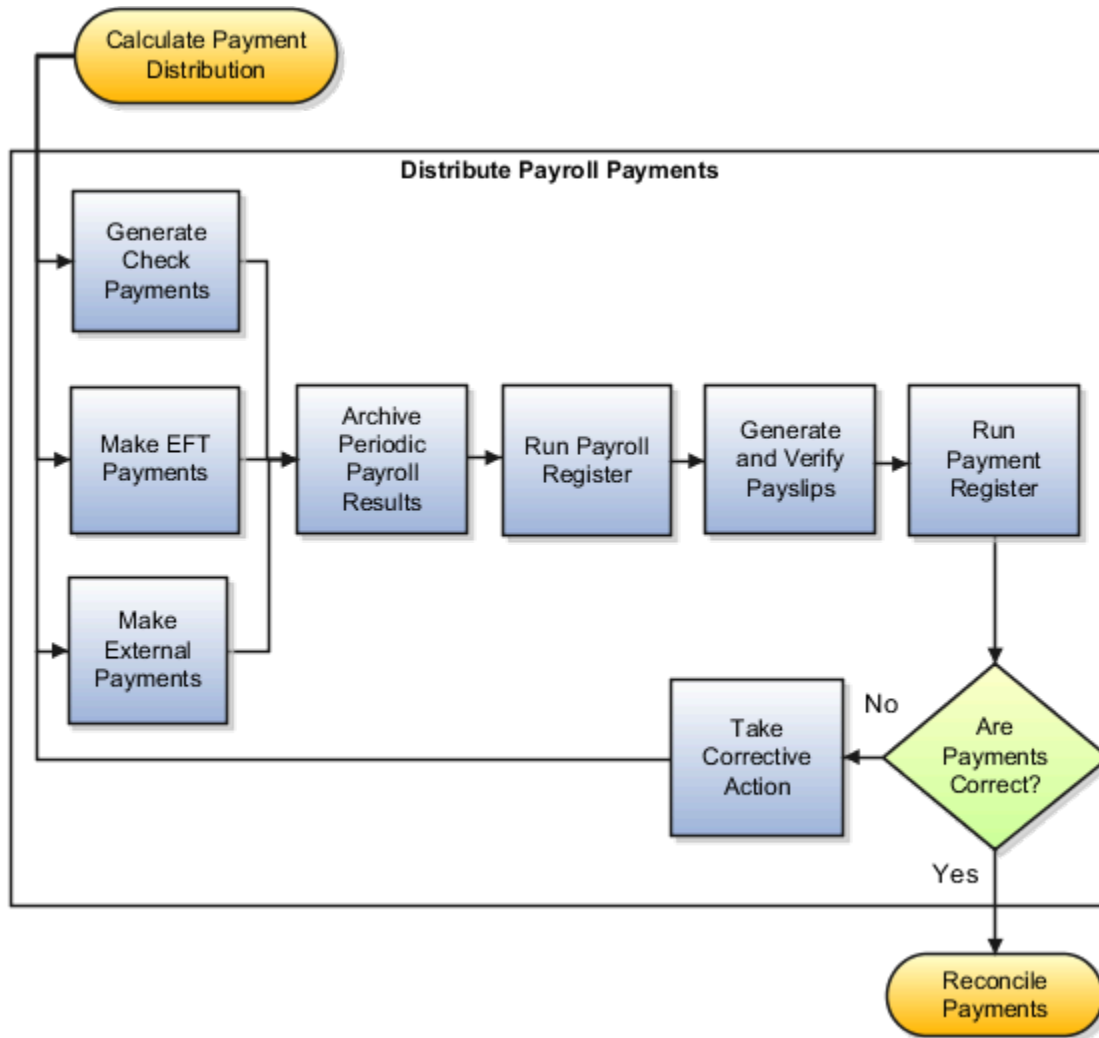 Calculate Payment
Distribution
Distribute Payroll Payments
Generate
Check
Payments
Make EFT
Payments
Make
External
Payments
Archive
Periodic
Payroll
Results
Run Payroll
Register
Generate
and Verify
Payslips
Run
Payment
Register
Are
Payments
Correct?
No
Take
Corrective
Action
Yes
Reconcile
Payments